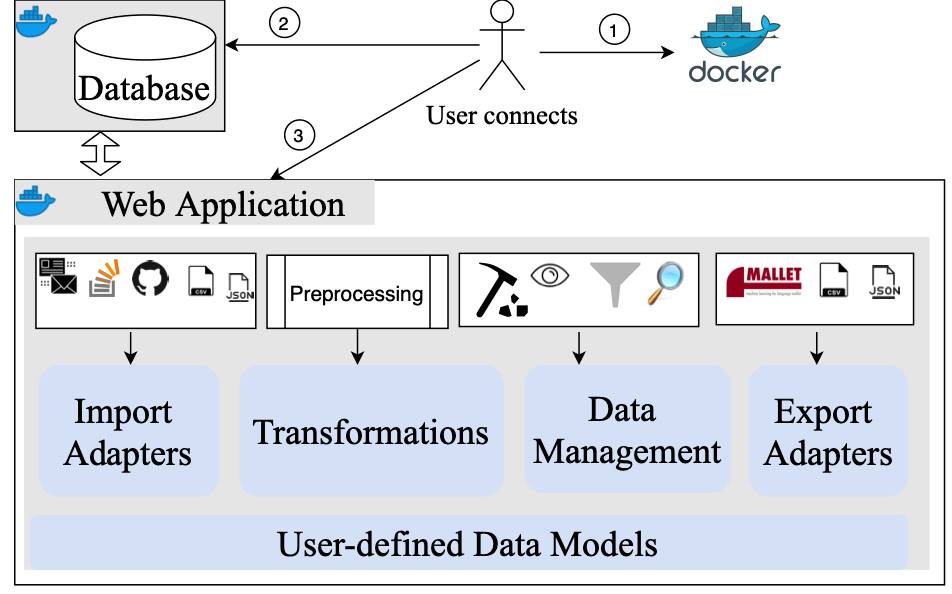 2
1
docker
Database
User connects
3
Web Application
CSV
JSON
Preprocessing
MALLET
CSV
JSON
Import
Adapters
Transformations
Data
Management
Export
Adapters
User-defined Data Models